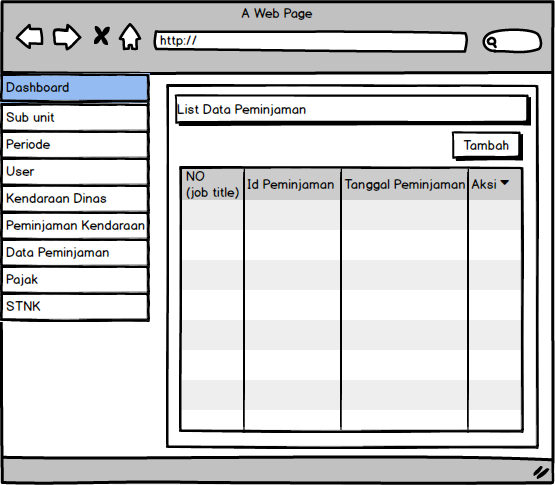 A Web Page
http://
Dashboard
Sub unit
Periode
User
Kendaraan Dinas
Peminjaman Kendaraan
Data Peminjaman
Pajak
STNK
List Data Peminjaman
Tambah
NO
(job title)
Id Peminjaman
Tanggal Peminjaman
Aksi